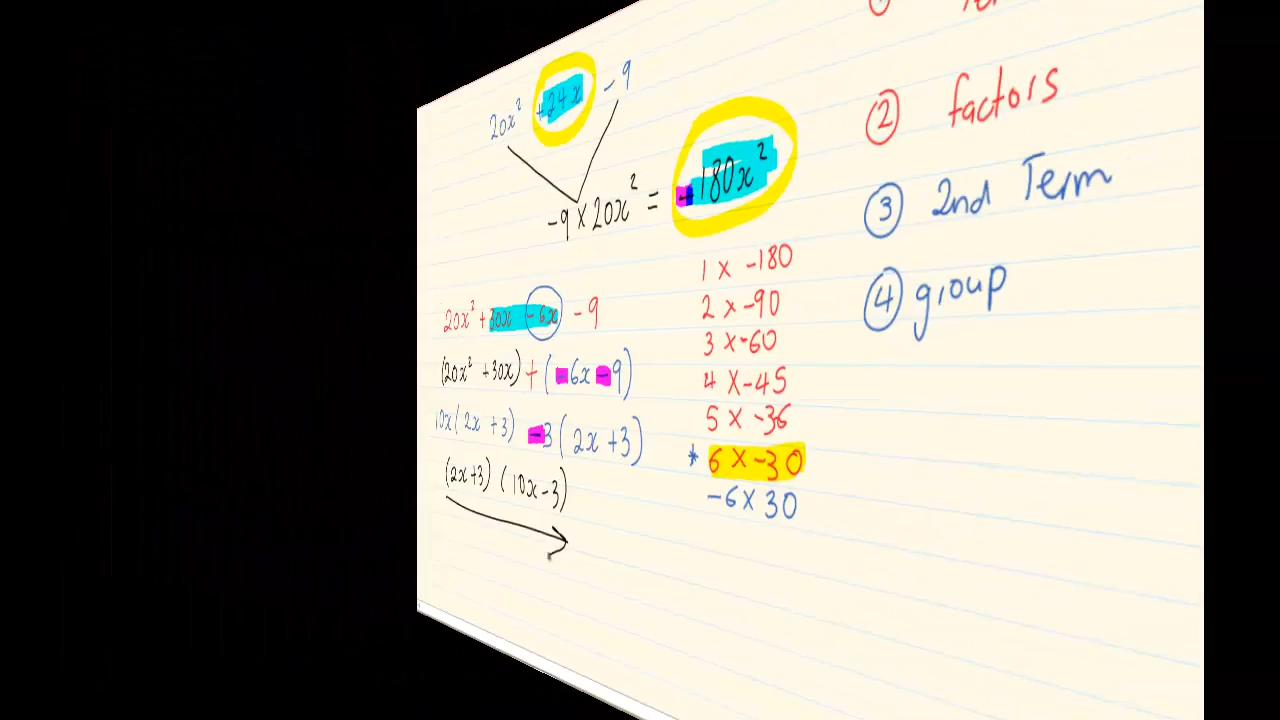 20x² +24x - 9
-9 × 20x² = -180x²
1 × -180
2 × -90
3 × -60
4 × -45
5 × -36
* 6 × -30
-6 × 30
20x² + 30x - 6x - 9
(20x² + 30x) + (-6x - 9)
10x(2x + 3) - 3(2x + 3)
(2x+3)(10x-3)
② factors
③ 2nd Term
④ group